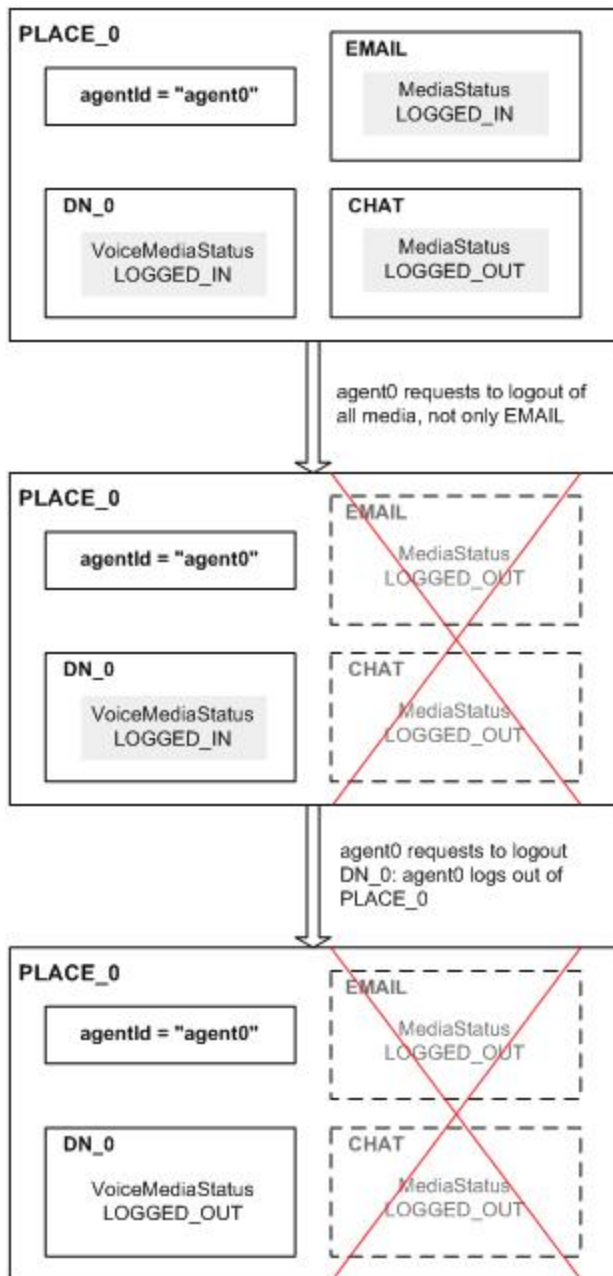 PLACE_0
agentId = "agent0"
EMAIL
MediaStatus
LOGGED_IN
DN_0
VoiceMediaStatus
LOGGED_IN
CHAT
MediaStatus
LOGGED_OUT
agent0 requests to logout of
all media, not only EMAIL
PLACE_0
agentId = "agent0"
EMAIL
MediaStatus
LOGGED_OUT
DN_0
VoiceMediaStatus
LOGGED_IN
CHAT
MediaStatus
LOGGED_OUT
agent0 requests to logout
DN_0: agent0 logs out of
PLACE_0
PLACE_0
agentId = "agent0"
EMAIL
MediaStatus
LOGGED_OUT
DN_0
VoiceMediaStatus
LOGGED_OUT
CHAT
MediaStatus
LOGGED_OUT